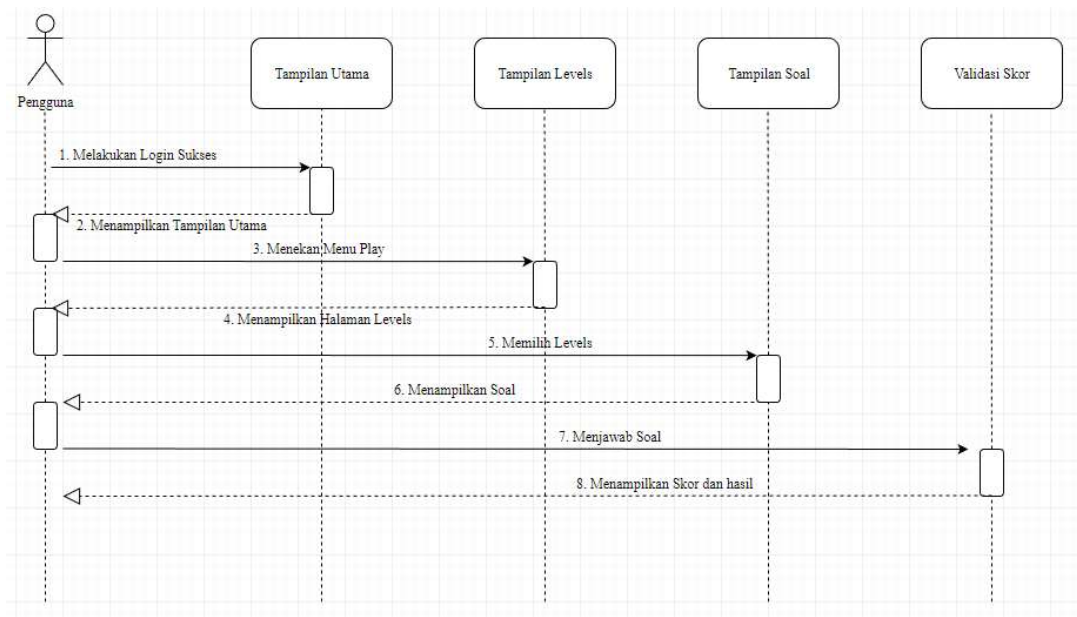 Pengguna
Tampilan Utama
Tampilan Levels
Tampilan Soal
Validasi Skor
1. Melakukan Login Sukses
2. Menampilkan Tampilan Utama
3. Menekan Menu Play
4. Menampilkan Halaman Levels
5. Memilih Levels
6. Menampilkan Soal
7. Menjawab Soal
8. Menampilkan Skor dan hasil